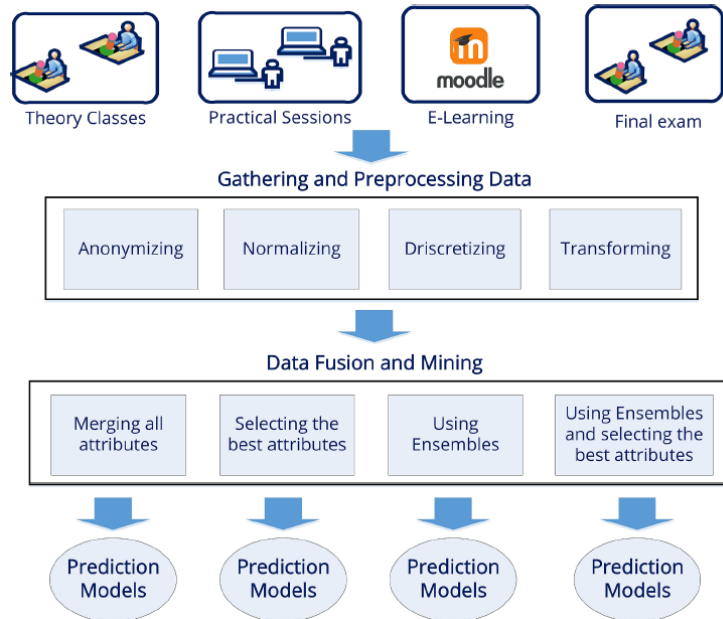 moodle
Theory Classes
Practical Sessions
E-Learning
Final exam
Gathering and Preprocessing Data
Anonymizing
Normalizing
Driscretizing
Transforming
Data Fusion and Mining
Merging all
attributes
Selecting the
best attributes
Using
Ensembles
Using Ensembles
and selecting the
best attributes
Prediction
Models
Prediction
Models
Prediction
Models
Prediction
Models